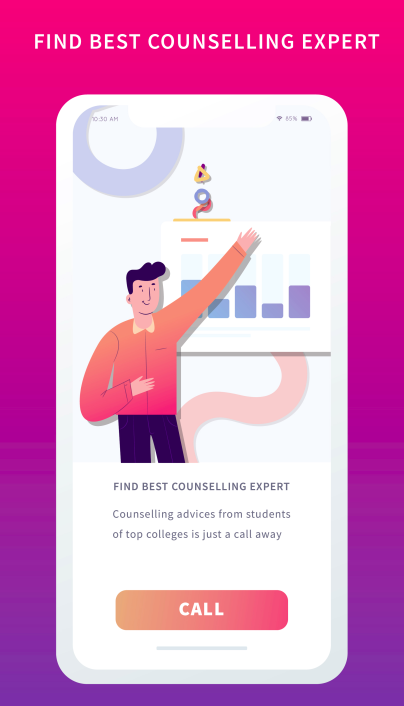 FIND BEST COUNSELLING EXPERT
10:30 AM
85%
FIND BEST COUNSELLING EXPERT
Counselling advices from students
of top colleges is just a call away
CALL